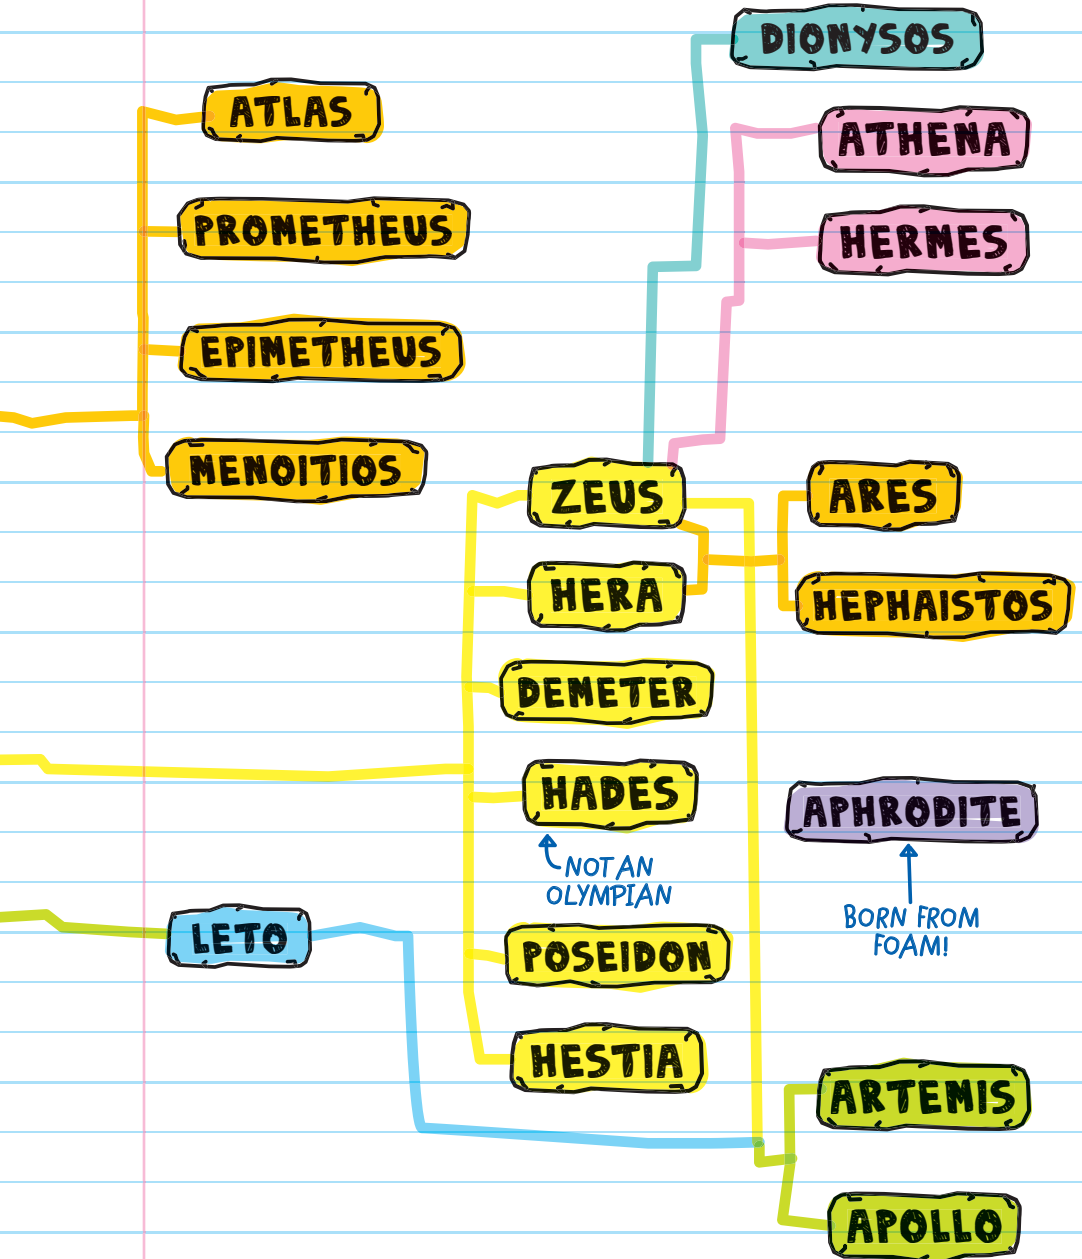 DIONYSOS
ATLAS
ATHENA
PROMETHEUS
HERMES
EPIMETHEUS
MENOITIOS
ZEUS
ARES
HERA
HEPHAISTOS
DEMETER
HADES
APHRODITE
NOT AN
OLYMPIAN
BORN FROM
FOAM!
LETO
POSEIDON
HESTIA
ARTEMIS
APOLLO